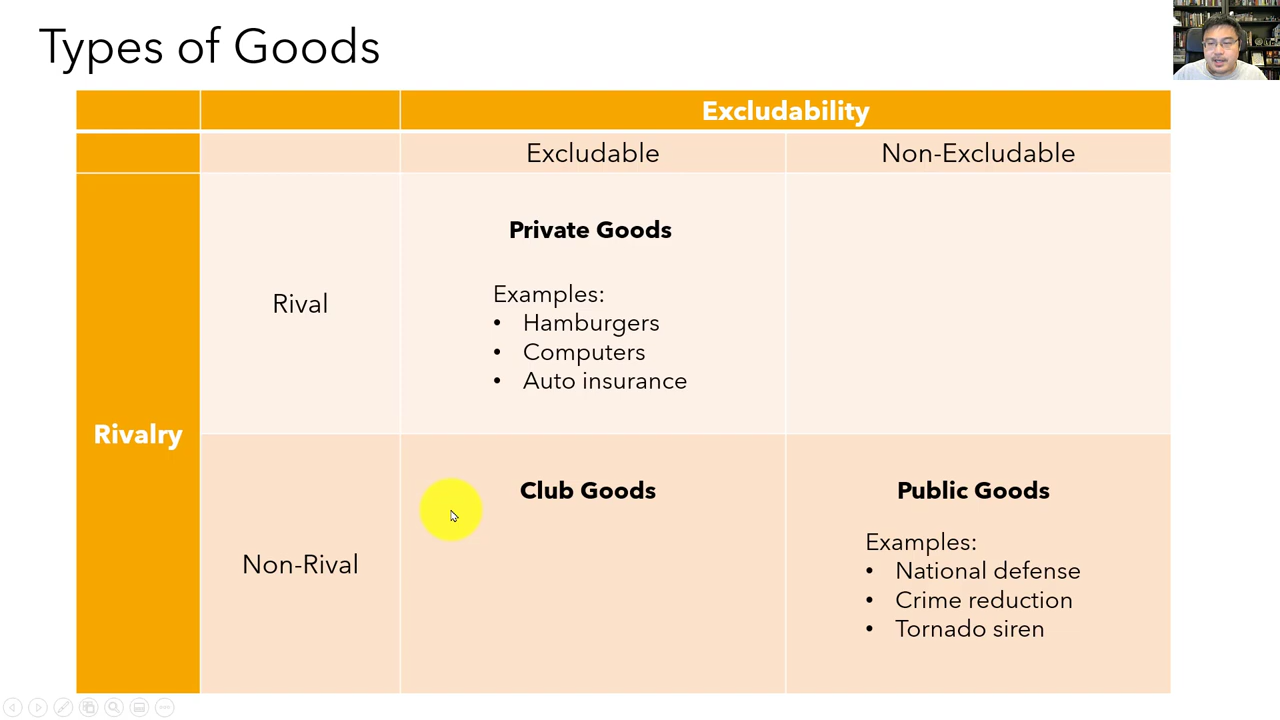 Types of Goods
Excludability
Excludable
Non-Excludable
Rivalry
Rival
Private Goods
Examples:
• Hamburgers
• Computers
• Auto insurance
Non-Rival
Club Goods
Public Goods
Examples:
• National defense
• Crime reduction
• Tornado siren